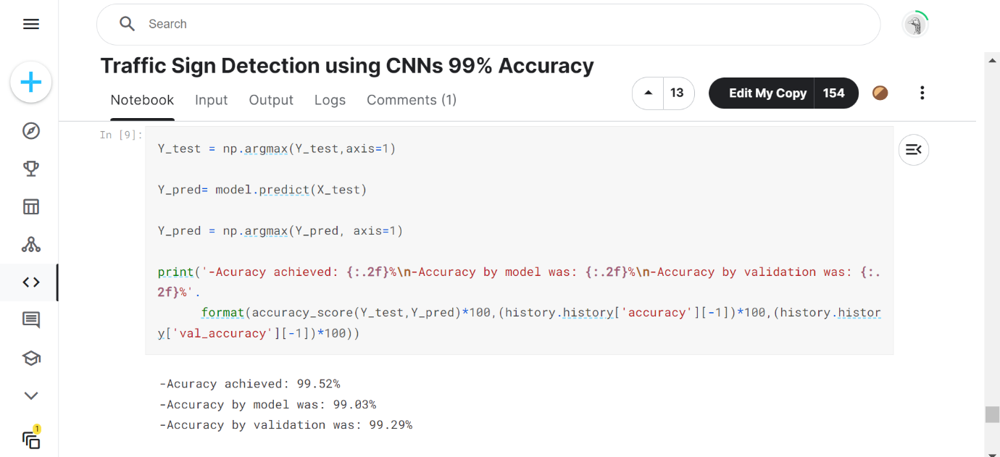 Search
Traffic Sign Detection using CNNs 99% Accuracy
Notebook Input Output Logs Comments (1)
13
Edit My Copy 154
In [9]:
Y_test = np.argmax(Y_test,axis=1)
Y_pred= model.predict(X_test)
Y_pred = np.argmax(Y_pred, axis=1)
print('-Acuracy achieved: {:.2f}%\n-Accuracy by model was: {:.2f}%\n-Accuracy by validation was: {:.
2f}%'.
format(accuracy_score(Y_test,Y_pred)*100,(history.history['accuracy'][-1])*100,(history.histor
y['val_accuracy'][-1])*100))
-Acuracy achieved: 99.52%
-Accuracy by model was: 99.03%
-Accuracy by validation was: 99.29%
1